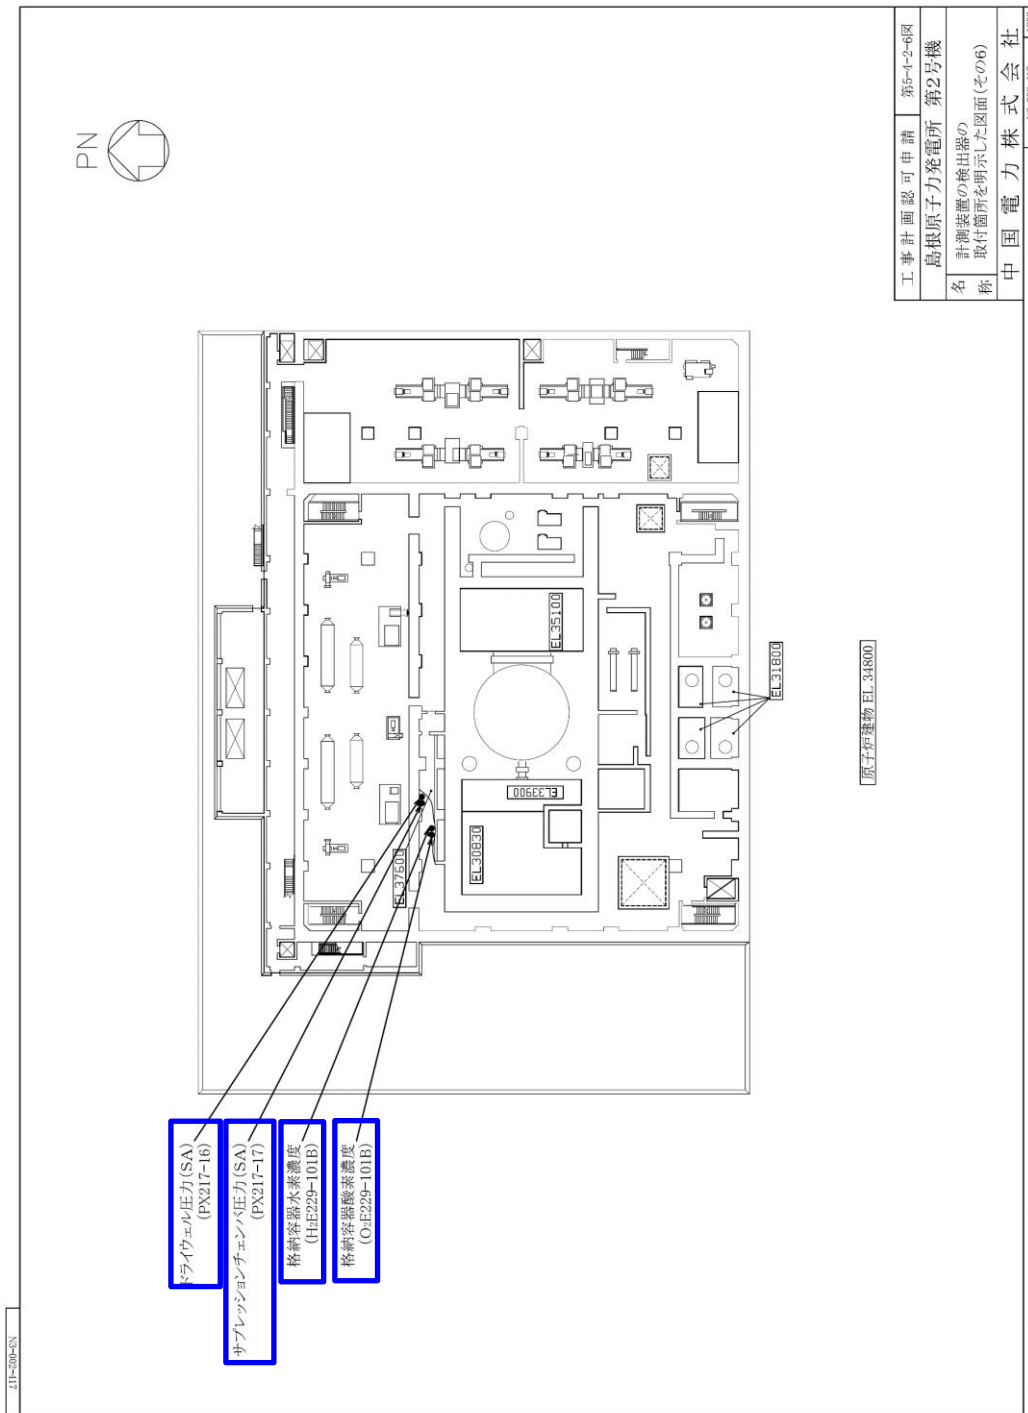 PN
ドライウェル圧力(SA)
(PX217-16)
サプレッションチェンバ圧力(SA)
(PX217-17)
格納容器水素濃度
(H₂E229-101B)
格納容器酸素濃度
(O₂E229-101B)
EL37600
EL30830
EL33900
EL35100
EL31800
原子炉建物 EL 34800
工事計画認可申請 第5-4-2-6図
島根原子力発電所 第2号機
名称
計測装置の検出器の
取付箇所を明示した図面(その6)
中国電力株式会社
N3-002-117